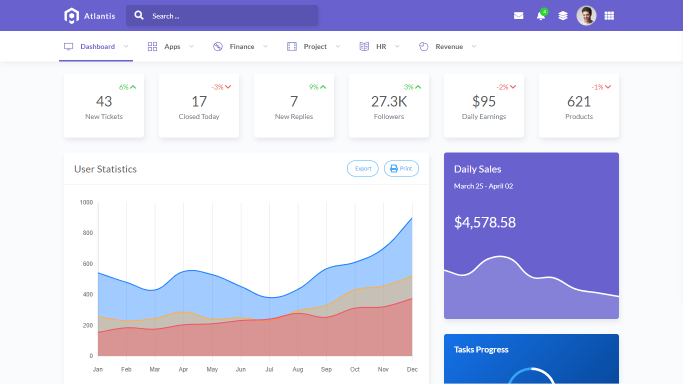 Atlantis
Search ...
4
Dashboard Apps Finance Project HR Revenue
6% -3% 9% 3% -2% -1%
43 17 7 27.3K $95 621
New Tickets Closed Today New Replies Followers Daily Earnings Products
User Statistics
Export Print
1000
800
600
400
200
0
Jan Feb Mar Apr May Jun Jul Aug Sep Oct Nov Dec
Daily Sales
March 25 - April 02
$4,578.58
Tasks Progress